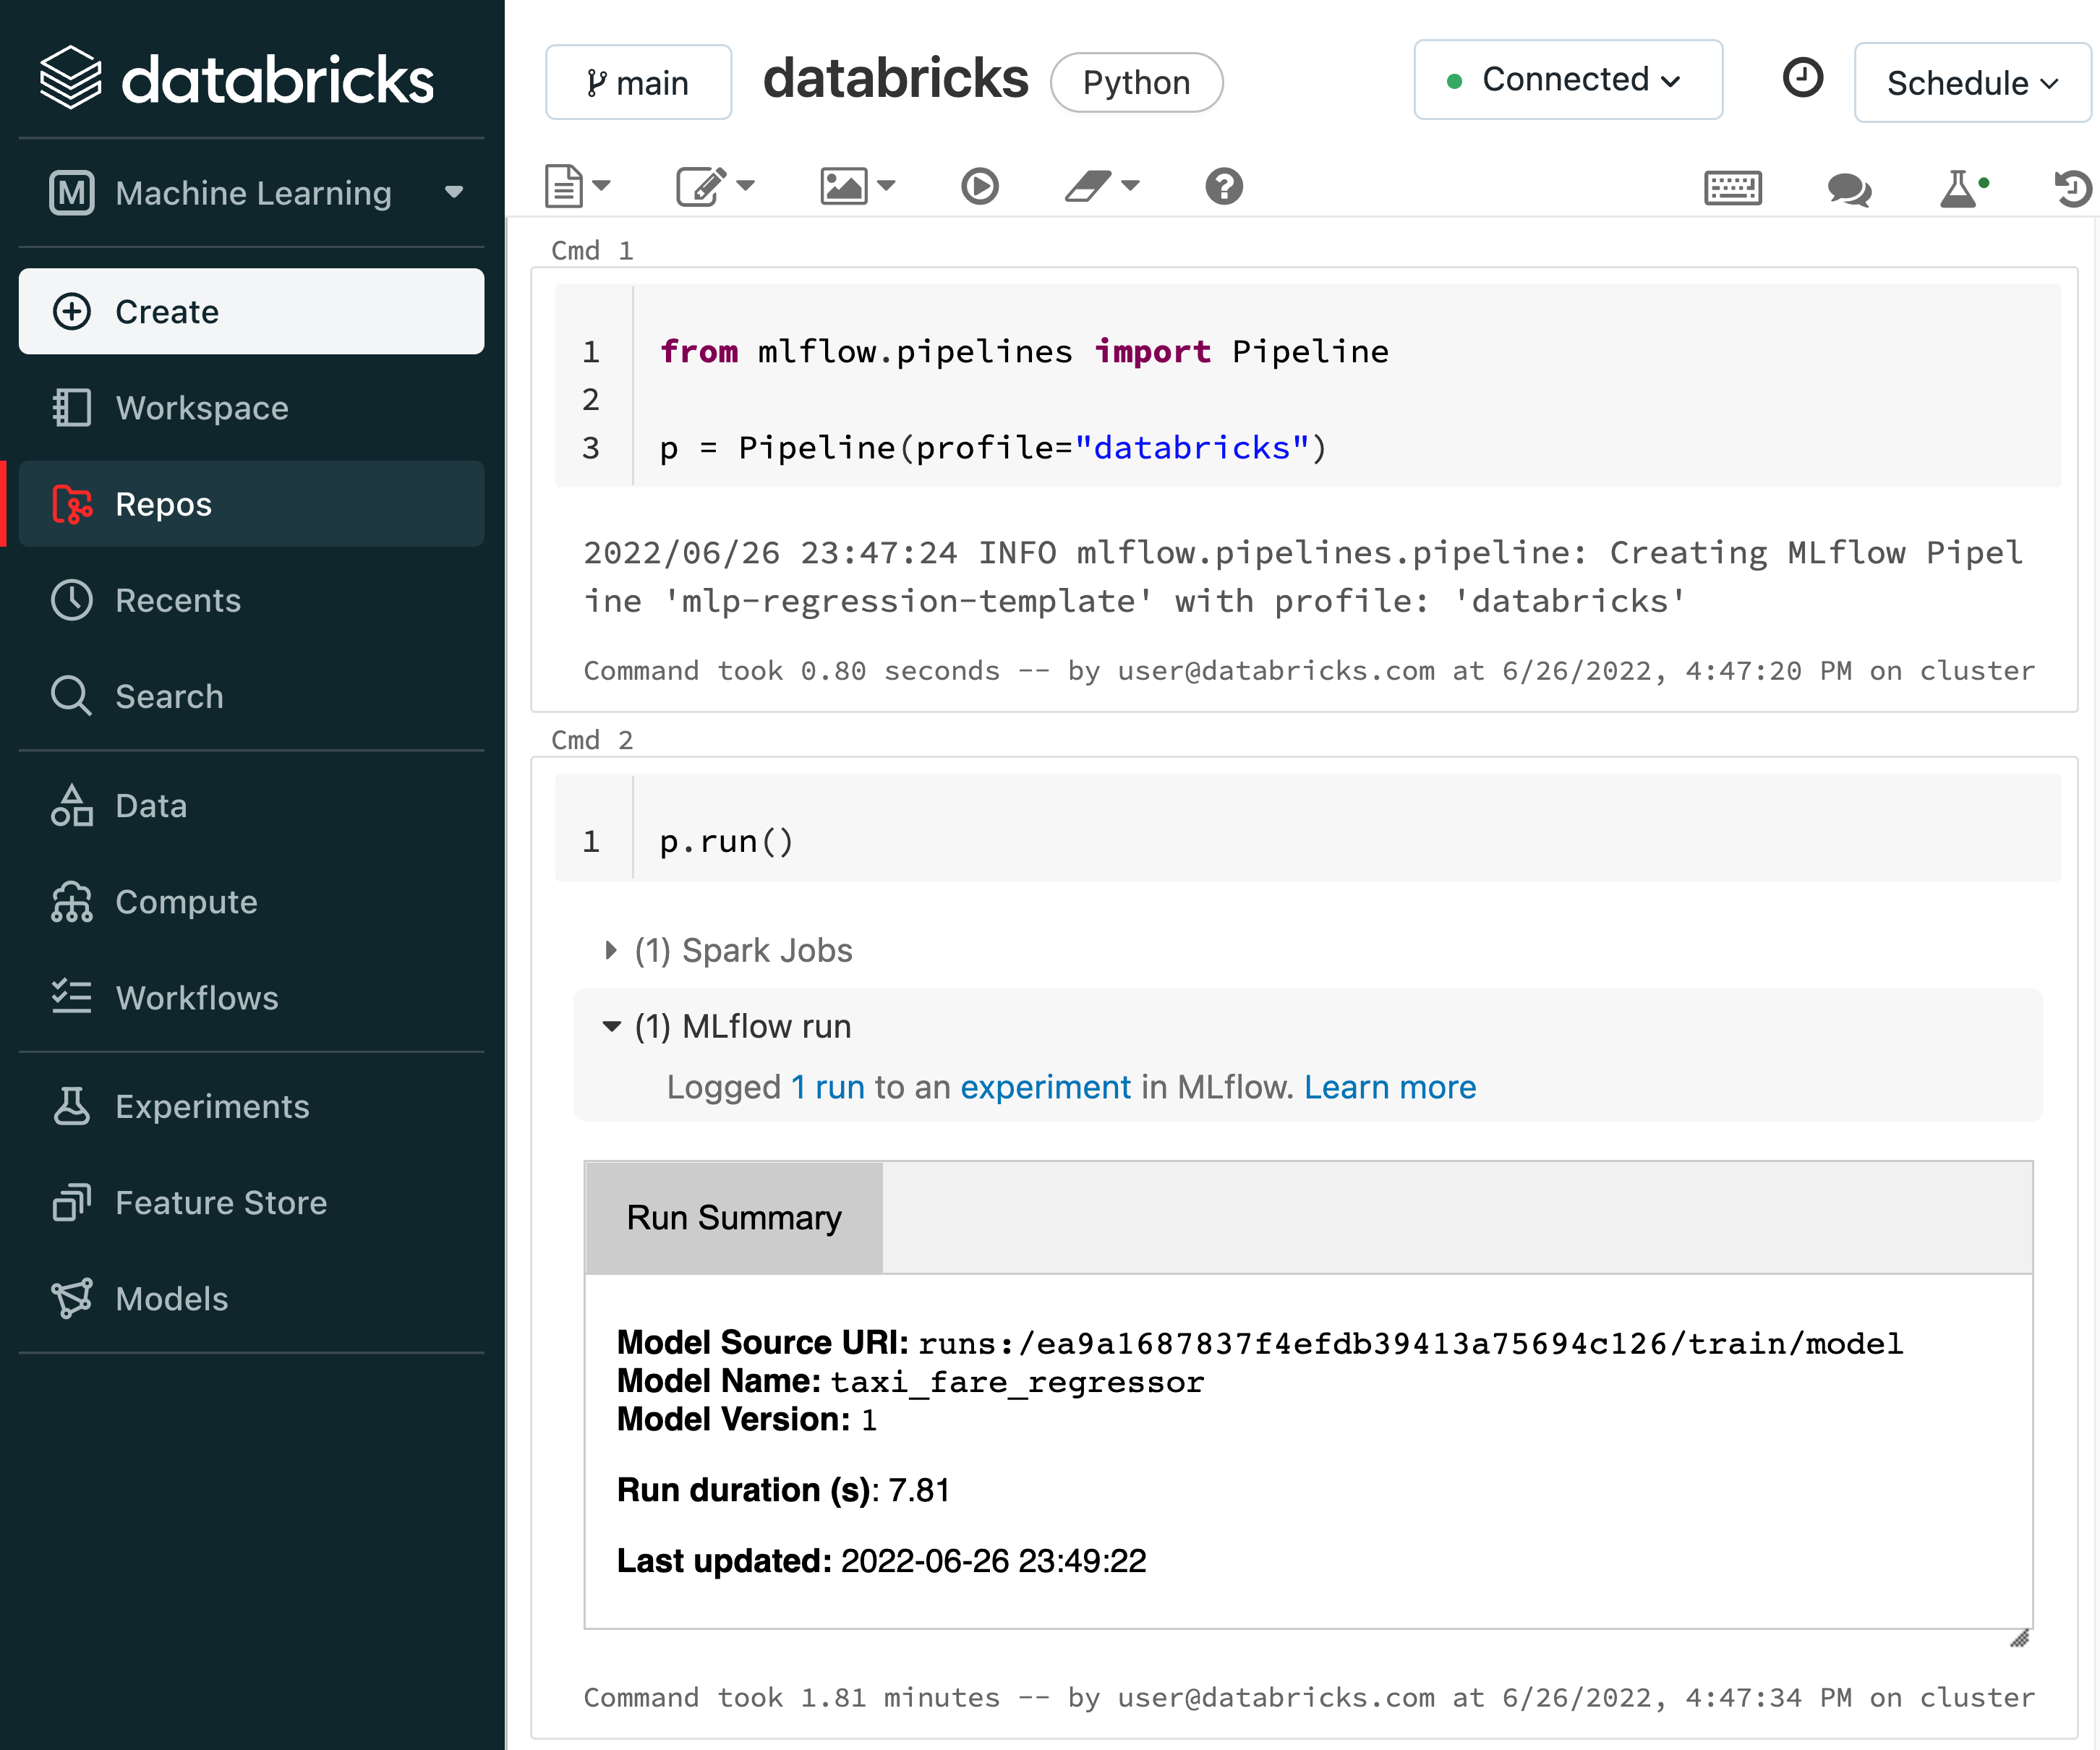 databricks
M Machine Learning
Create
Workspace
Repos
Recents
Search
Data
Compute
Workflows
Experiments
Feature Store
Models
main databricks Python Connected Schedule
Cmd 1
1 from mlflow.pipelines import Pipeline
2
3 p = Pipeline(profile="databricks")
2022/06/26 23:47:24 INFO mlflow.pipelines.pipeline: Creating MLflow Pipel
ine 'mlp-regression-template' with profile: 'databricks'
Command took 0.80 seconds -- by user@databricks.com at 6/26/2022, 4:47:20 PM on cluster
Cmd 2
1 p.run()
(1) Spark Jobs
(1) MLflow run
Logged 1 run to an experiment in MLflow. Learn more
Run Summary
Model Source URI: runs:/ea9a1687837f4efdb39413a75694c126/train/model
Model Name: taxi_fare_regressor
Model Version: 1
Run duration (s): 7.81
Last updated: 2022-06-26 23:49:22
Command took 1.81 minutes -- by user@databricks.com at 6/26/2022, 4:47:34 PM on cluster